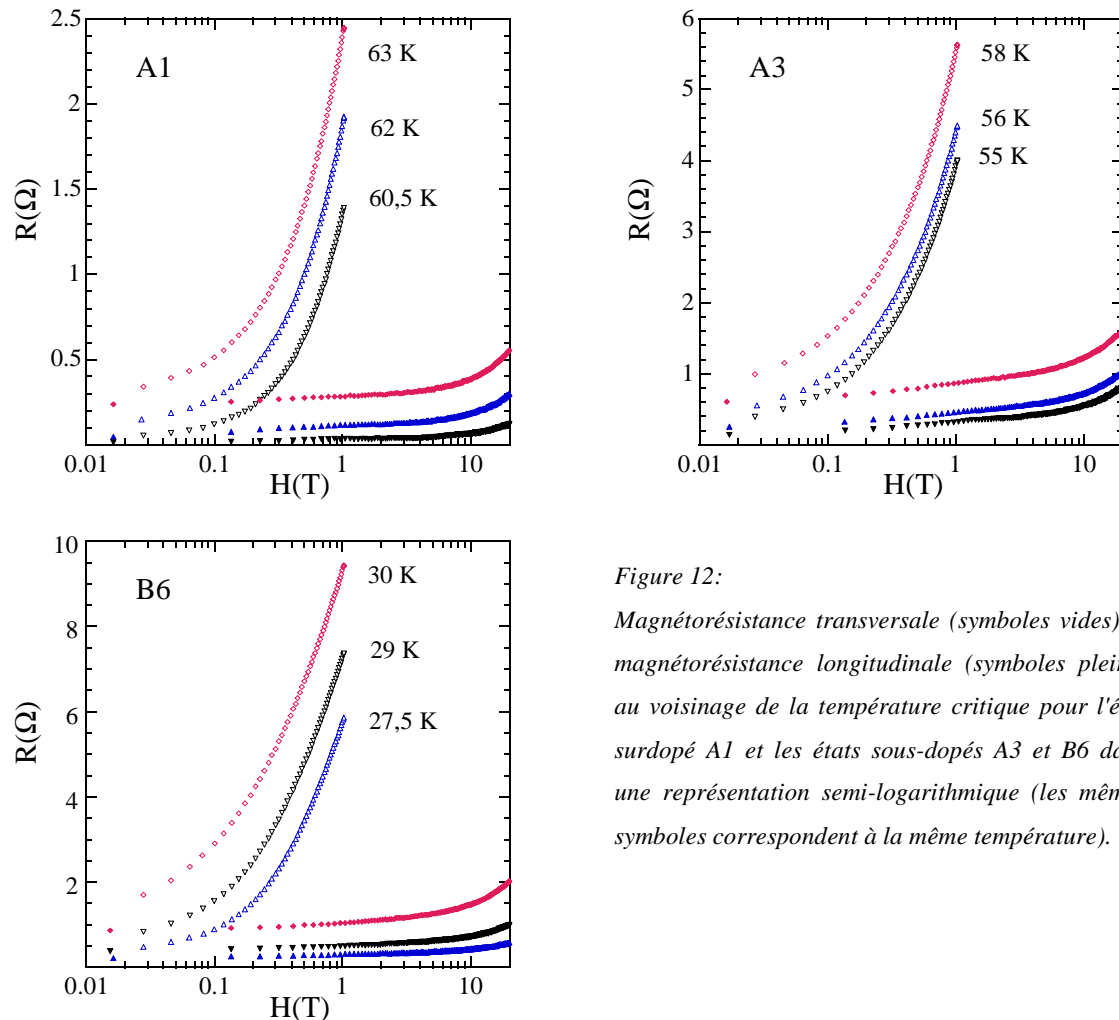 2.5
2
1.5
1
0.5
R(Ω)
A1
63 K
62 K
60,5 K
0.01
0.1
1
10
H(T)
6
5
4
3
2
1
R(Ω)
A3
58 K
56 K
55 K
0.01
0.1
1
10
H(T)
10
8
6
4
2
R(Ω)
B6
30 K
29 K
27,5 K
0.01
0.1
1
10
H(T)
Figure 12:
Magnétorésistance transversale (symboles vides)
magnétorésistance longitudinale (symboles plein
au voisinage de la température critique pour l'é
surdopé A1 et les états sous-dopés A3 et B6 da
une représentation semi-logarithmique (les mêm
symboles correspondent à la même température).